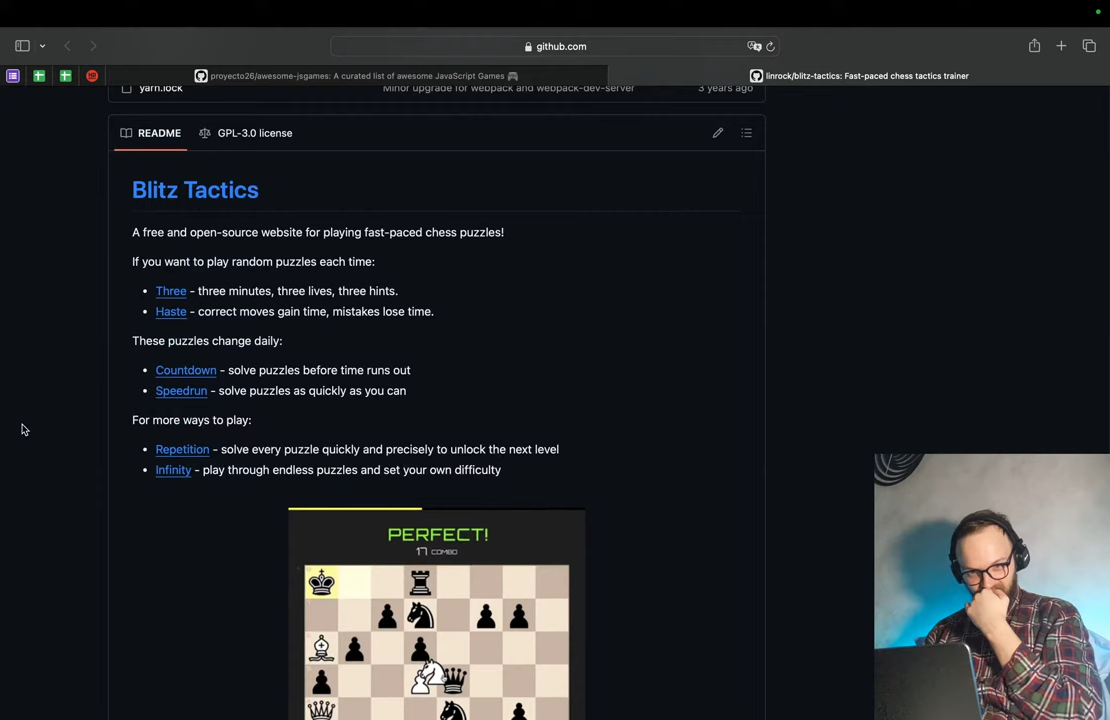 github.com
proyecto26/awesome-jsgames: A curated list of awesome JavaScript Games 🎮
linrock/blitz-tactics: Fast-paced chess tactics trainer
yarn.lock
Minor upgrade for webpack and webpack-dev-server
3 years ago
README
GPL-3.0 license
Blitz Tactics
A free and open-source website for playing fast-paced chess puzzles!
If you want to play random puzzles each time:
• Three - three minutes, three lives, three hints.
• Haste - correct moves gain time, mistakes lose time.
These puzzles change daily:
• Countdown - solve puzzles before time runs out
• Speedrun - solve puzzles as quickly as you can
For more ways to play:
• Repetition - solve every puzzle quickly and precisely to unlock the next level
• Infinity - play through endless puzzles and set your own difficulty
PERFECT!
17 COMBO